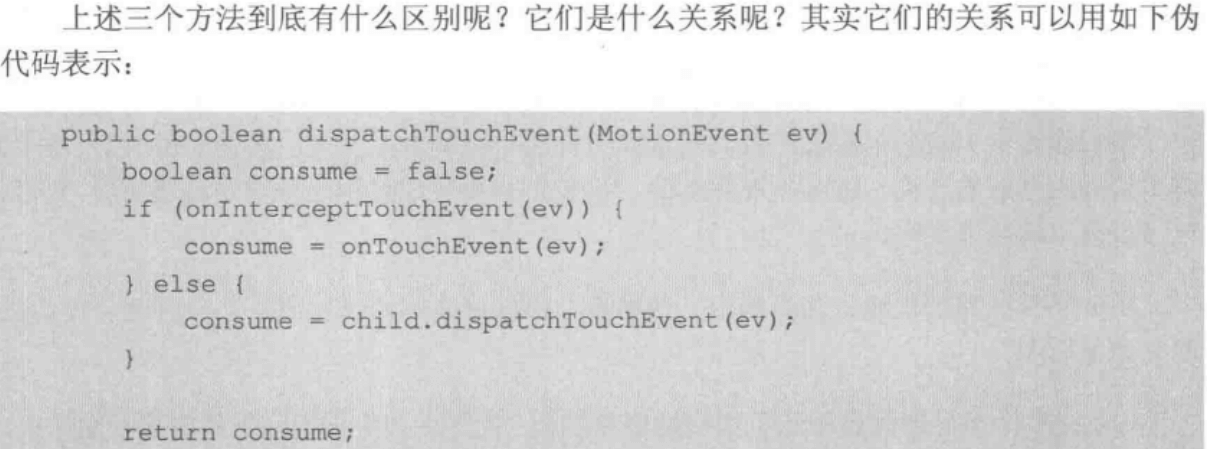 上述三个方法到底有什么区别呢？它们是什么关系呢？其实它们的关系可以用如下伪
代码表示：
public boolean dispatchTouchEvent(MotionEvent ev) {
    boolean consume = false;
    if (onInterceptTouchEvent(ev)) {
        consume = onTouchEvent(ev);
    } else {
        consume = child.dispatchTouchEvent(ev);
    }
    return consume;